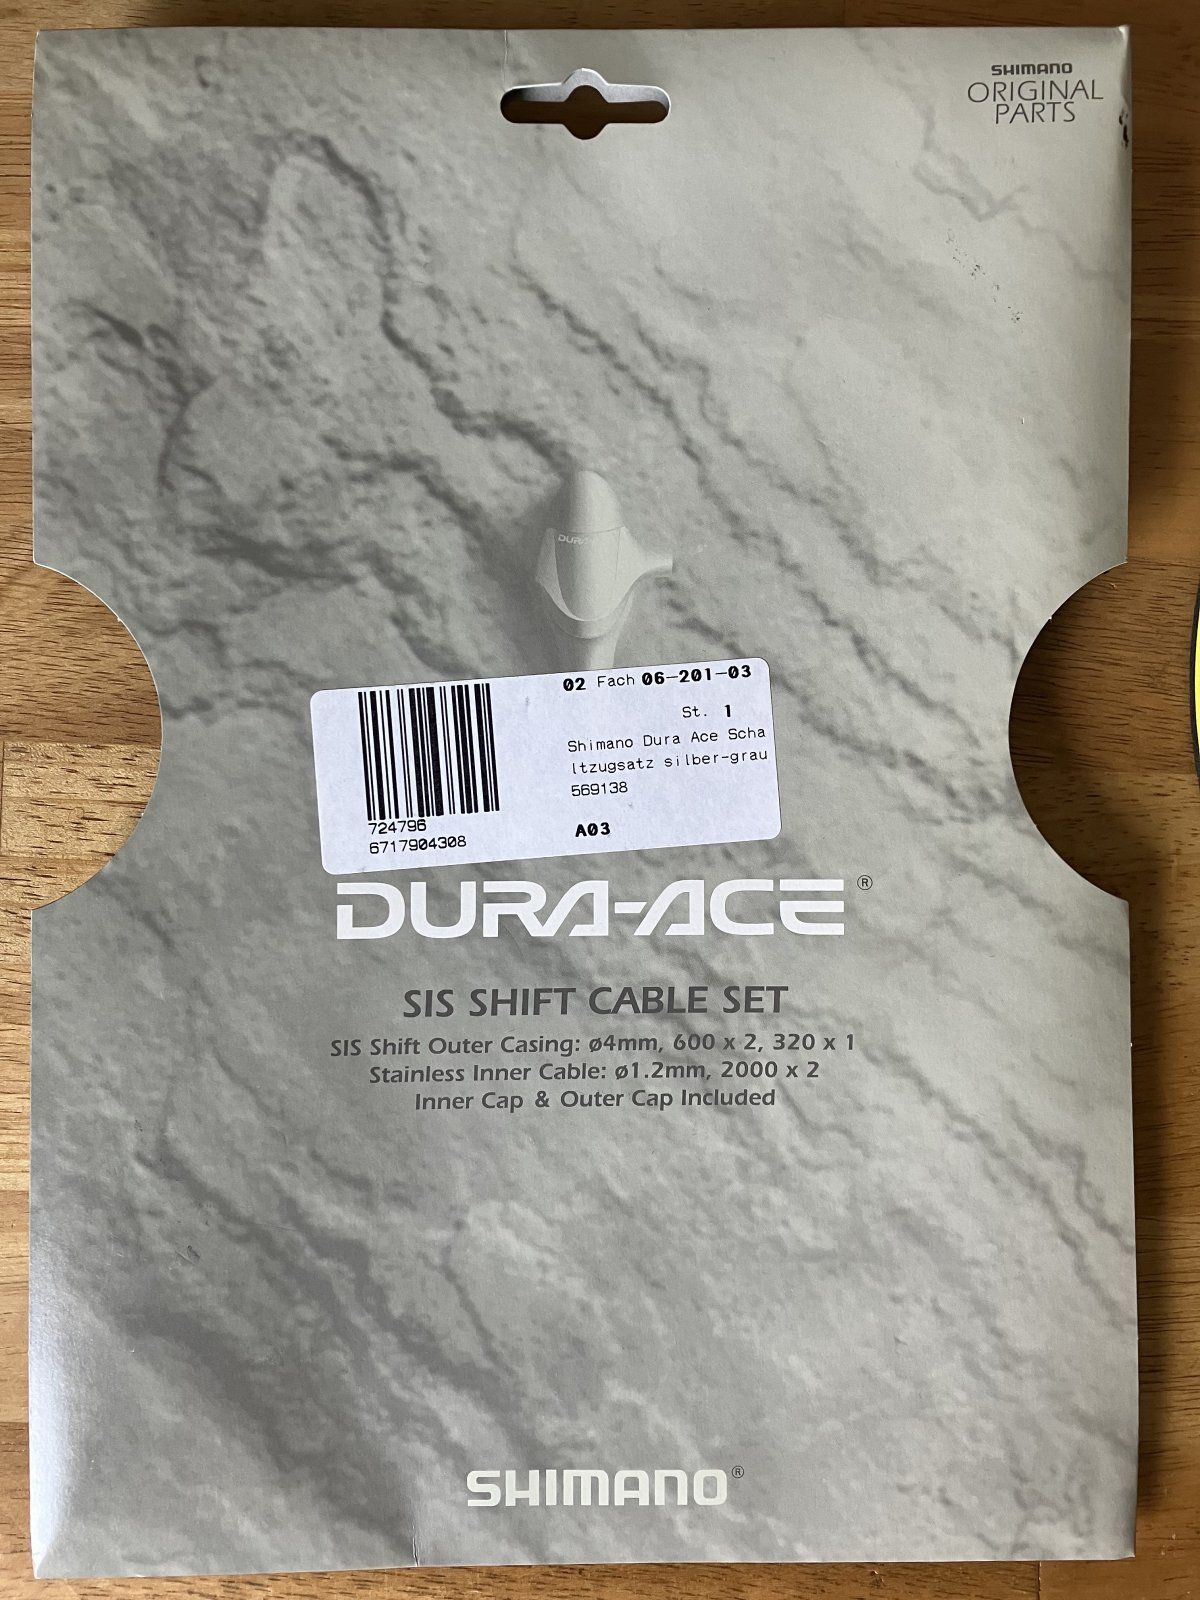 SHIMANO
ORIGINAL
PARTS
02 Fach 06-201-03
St. 1
Shimano Dura Ace Scha
ltzugsatz silber-grau
569138
A03
724796
6717904308
DURA-ACE®
SIS SHIFT CABLE SET
SIS Shift Outer Casing: ø4mm, 600 x 2, 320 x 1
Stainless Inner Cable: ø1.2mm, 2000 x 2
Inner Cap & Outer Cap Included
SHIMANO®